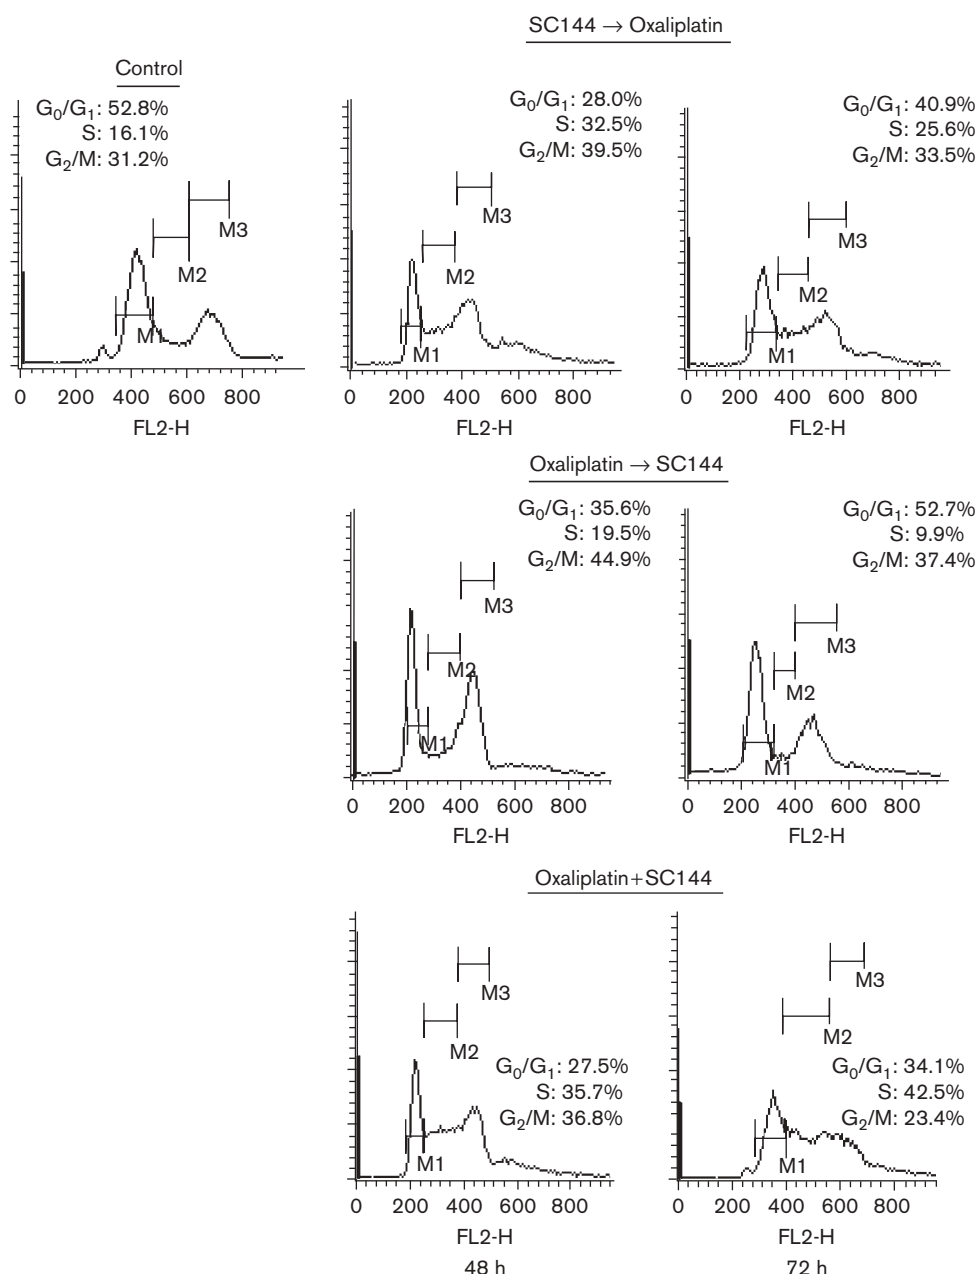 SC144 → Oxaliplatin
Control
G0/G1: 52.8%
S: 16.1%
G2/M: 31.2%
M1
M2
M3
0 200 400 600 800
FL2-H
G0/G1: 28.0%
S: 32.5%
G2/M: 39.5%
M1
M2
M3
0 200 400 600 800
FL2-H
G0/G1: 40.9%
S: 25.6%
G2/M: 33.5%
M1
M2
M3
0 200 400 600 800
FL2-H
Oxaliplatin → SC144
G0/G1: 35.6%
S: 19.5%
G2/M: 44.9%
M1
M2
M3
0 200 400 600 800
FL2-H
G0/G1: 52.7%
S: 9.9%
G2/M: 37.4%
M1
M2
M3
0 200 400 600 800
FL2-H
Oxaliplatin+SC144
G0/G1: 27.5%
S: 35.7%
G2/M: 36.8%
M1
M2
M3
0 200 400 600 800
FL2-H
48 h
G0/G1: 34.1%
S: 42.5%
G2/M: 23.4%
M1
M2
M3
0 200 400 600 800
FL2-H
72 h